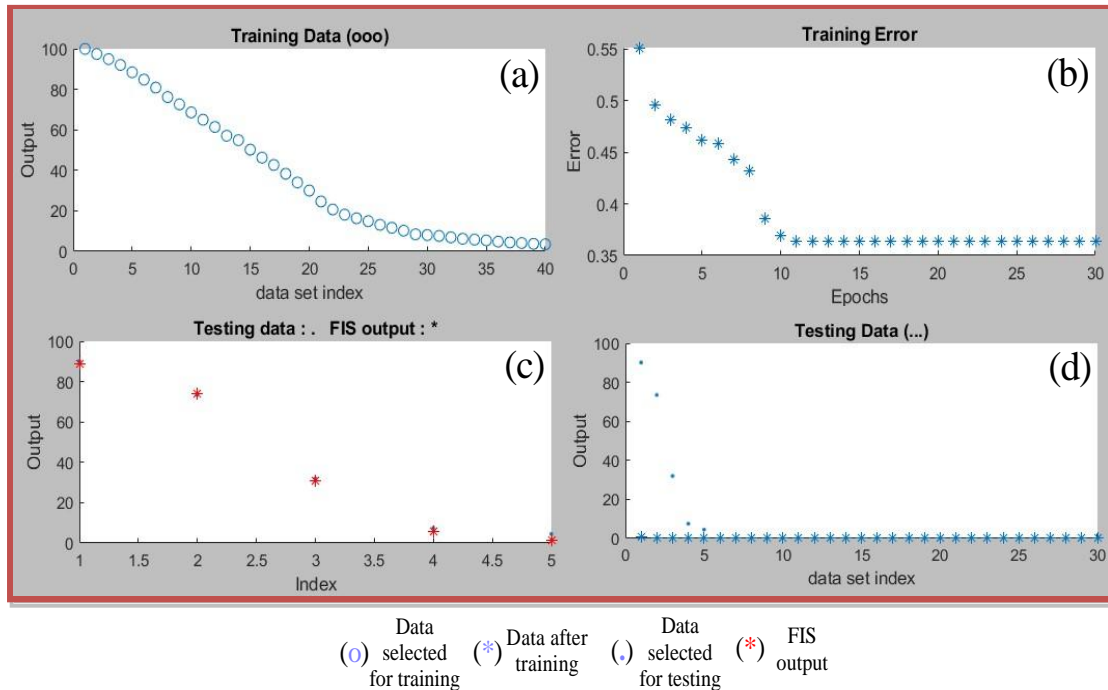 Training Data (ooo)
(a)
100
80
60
40
20
0
Output
0 5 10 15 20 25 30 35 40
data set index
Training Error
(b)
0.55
0.5
0.45
0.4
0.35
Error
0 5 10 15 20 25 30
Epochs
Testing data : . FIS output : *
(c)
100
80
60
40
20
0
Output
1 1.5 2 2.5 3 3.5 4 4.5 5
Index
Testing Data (...)
(d)
100
80
60
40
20
0
Output
0 5 10 15 20 25 30
data set index
(o) Data
selected
for training
(*) Data after
training
(.) Data
selected
for testing
(*) FIS
output